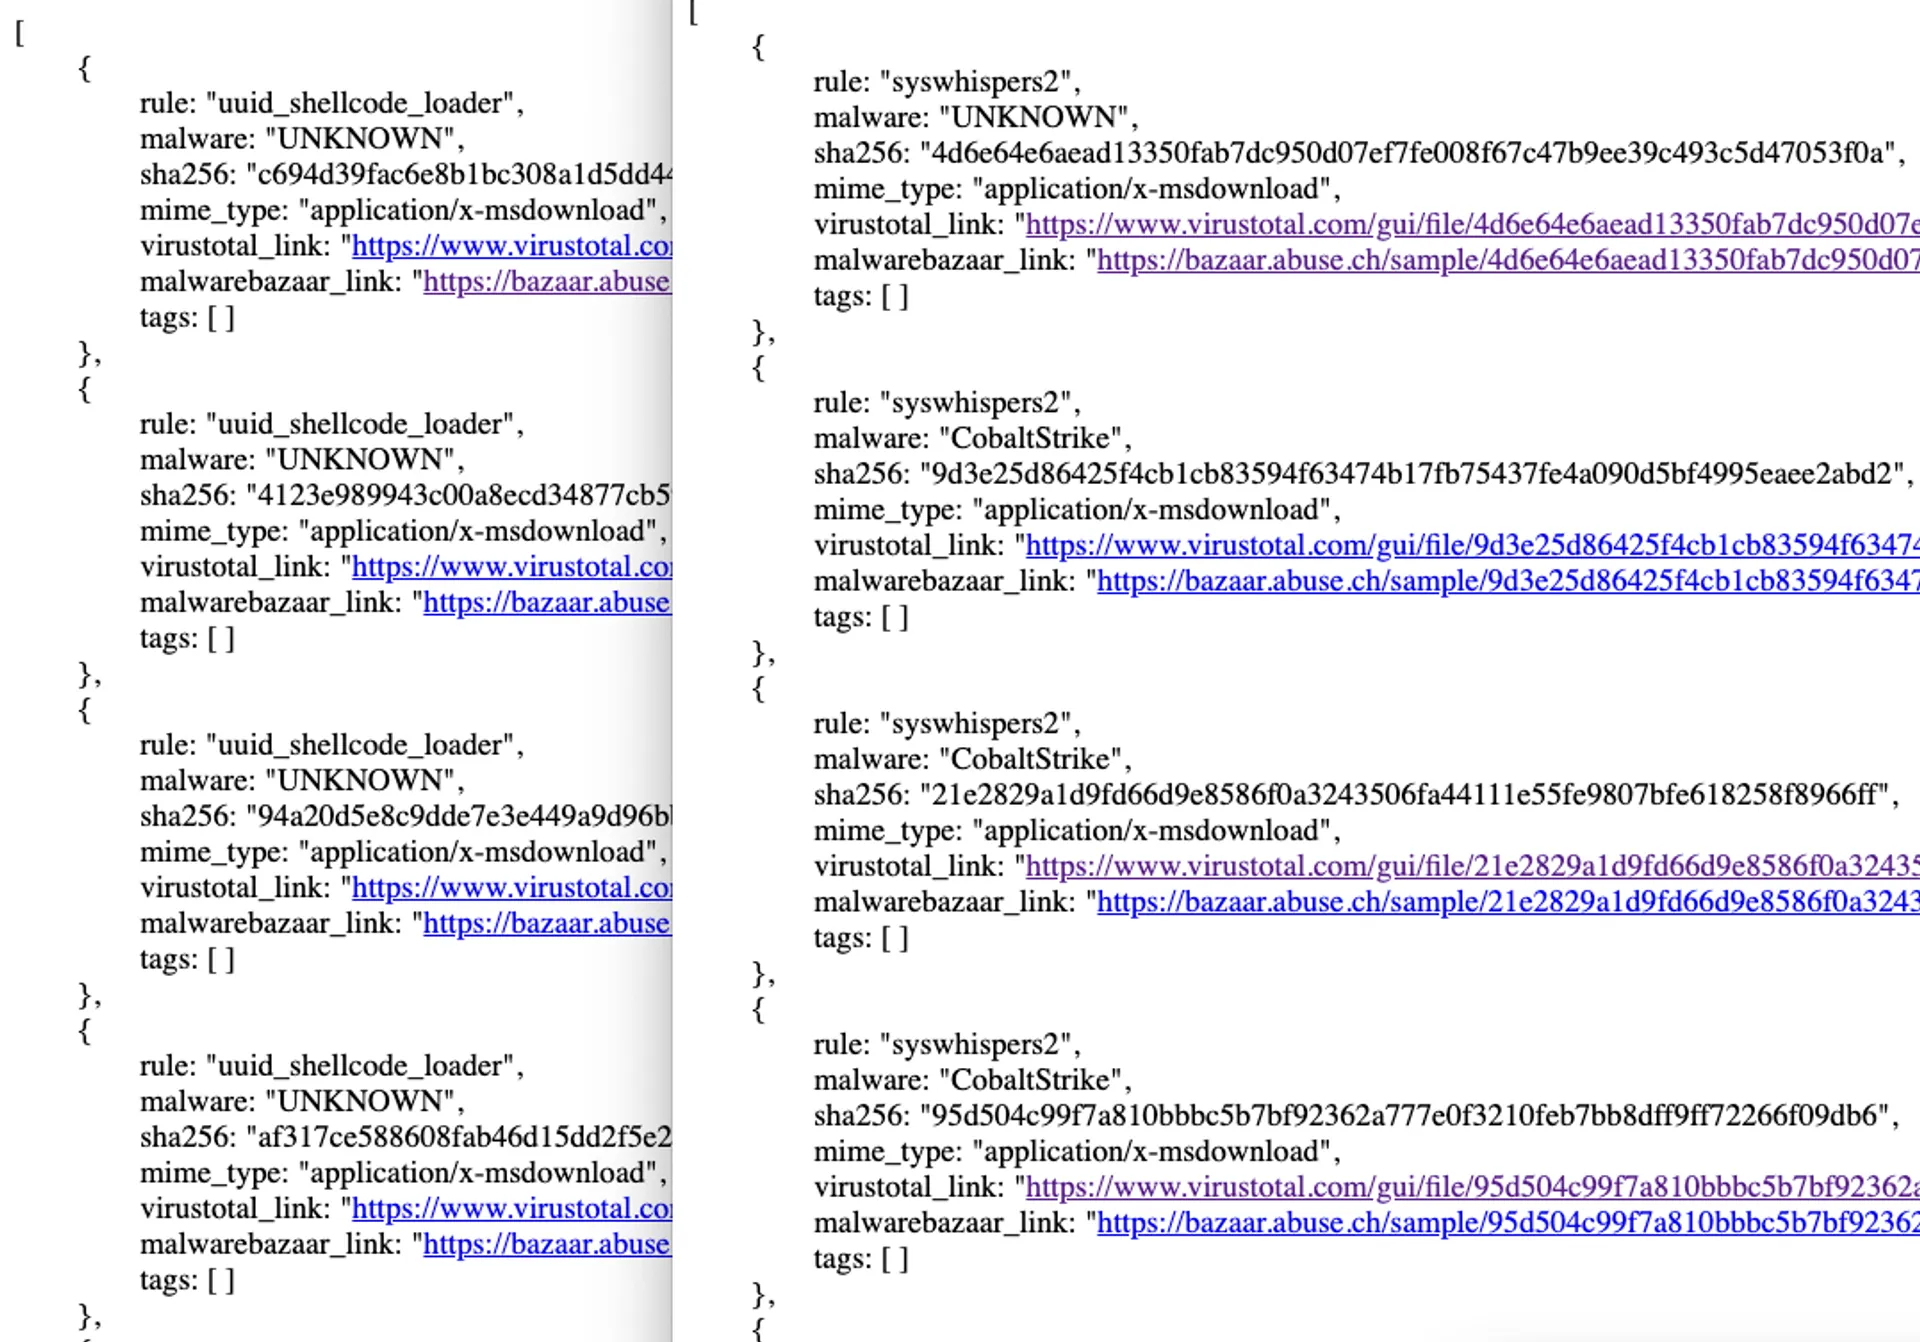 [
{
rule: "uuid_shellcode_loader",
malware: "UNKNOWN",
sha256: "c694d39fac6e8b1bc308a1d5dd44
mime_type: "application/x-msdownload",
virustotal_link: "https://www.virustotal.co
malwarebazaar_link: "https://bazaar.abuse.
tags: [ ]
},
{
rule: "uuid_shellcode_loader",
malware: "UNKNOWN",
sha256: "4123e989943c00a8ecd34877cb5
mime_type: "application/x-msdownload",
virustotal_link: "https://www.virustotal.co
malwarebazaar_link: "https://bazaar.abuse.
tags: [ ]
},
{
rule: "uuid_shellcode_loader",
malware: "UNKNOWN",
sha256: "94a20d5e8c9dde7e3e449a9d96b
mime_type: "application/x-msdownload",
virustotal_link: "https://www.virustotal.co
malwarebazaar_link: "https://bazaar.abuse.
tags: [ ]
},
{
rule: "uuid_shellcode_loader",
malware: "UNKNOWN",
sha256: "af317ce588608fab46d15dd2f5e2
mime_type: "application/x-msdownload",
virustotal_link: "https://www.virustotal.co
malwarebazaar_link: "https://bazaar.abuse.
tags: [ ]
},
[
{
rule: "syswhispers2",
malware: "UNKNOWN",
sha256: "4d6e64e6aead13350fab7dc950d07ef7fe008f67c47b9ee39c493c5d47053f0a",
mime_type: "application/x-msdownload",
virustotal_link: "https://www.virustotal.com/gui/file/4d6e64e6aead13350fab7dc950d07e
malwarebazaar_link: "https://bazaar.abuse.ch/sample/4d6e64e6aead13350fab7dc950d07
tags: [ ]
},
{
rule: "syswhispers2",
malware: "CobaltStrike",
sha256: "9d3e25d86425f4cb1cb83594f63474b17fb75437fe4a090d5bf4995eaee2abd2",
mime_type: "application/x-msdownload",
virustotal_link: "https://www.virustotal.com/gui/file/9d3e25d86425f4cb1cb83594f63474
malwarebazaar_link: "https://bazaar.abuse.ch/sample/9d3e25d86425f4cb1cb83594f6347
tags: [ ]
},
{
rule: "syswhispers2",
malware: "CobaltStrike",
sha256: "21e2829a1d9fd66d9e8586f0a3243506fa44111e55fe9807bfe618258f8966ff",
mime_type: "application/x-msdownload",
virustotal_link: "https://www.virustotal.com/gui/file/21e2829a1d9fd66d9e8586f0a32435
malwarebazaar_link: "https://bazaar.abuse.ch/sample/21e2829a1d9fd66d9e8586f0a3243
tags: [ ]
},
{
rule: "syswhispers2",
malware: "CobaltStrike",
sha256: "95d504c99f7a810bbbc5b7bf92362a777e0f3210feb7bb8dff9ff72266f09db6",
mime_type: "application/x-msdownload",
virustotal_link: "https://www.virustotal.com/gui/file/95d504c99f7a810bbbc5b7bf92362a
malwarebazaar_link: "https://bazaar.abuse.ch/sample/95d504c99f7a810bbbc5b7bf92362
tags: [ ]
},
{